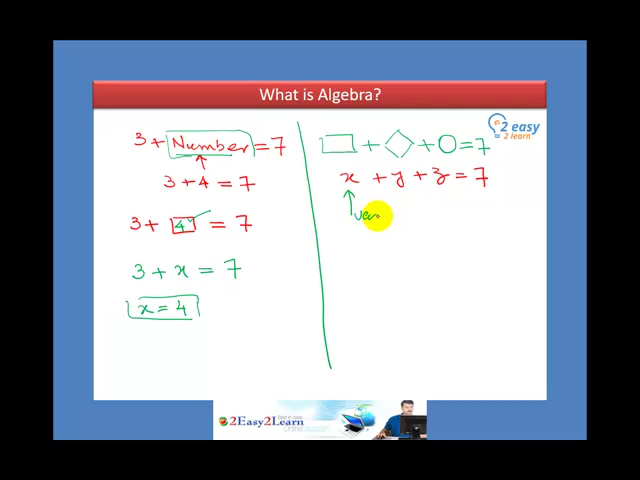 What is Algebra?
2 easy
= 2 learn
3 + Number = 7
3 + 4 = 7
3 + 4 = 7
3 + x = 7
x = 4
□ + ◇ + ○ = 7
x + y + z = 7
var
2Easy2Learn